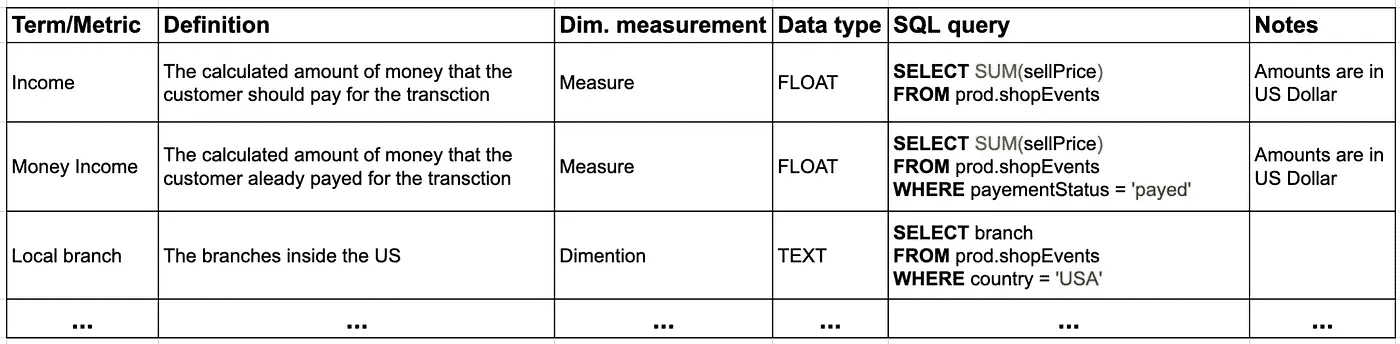 Term/Metric Definition Dim. measurement Data type SQL query Notes
Income
The calculated amount of money that the
customer should pay for the transction
Measure
FLOAT
SELECT SUM(sellPrice)
FROM prod.shopEvents
Amounts are in
US Dollar
Money Income
The calculated amount of money that the
customer aleady payed for the transction
Measure
FLOAT
SELECT SUM(sellPrice)
FROM prod.shopEvents
WHERE payementStatus = 'payed'
Amounts are in
US Dollar
Local branch
The branches inside the US
Dimention
TEXT
SELECT branch
FROM prod.shopEvents
WHERE country = 'USA'
... ... ... ... ... ...